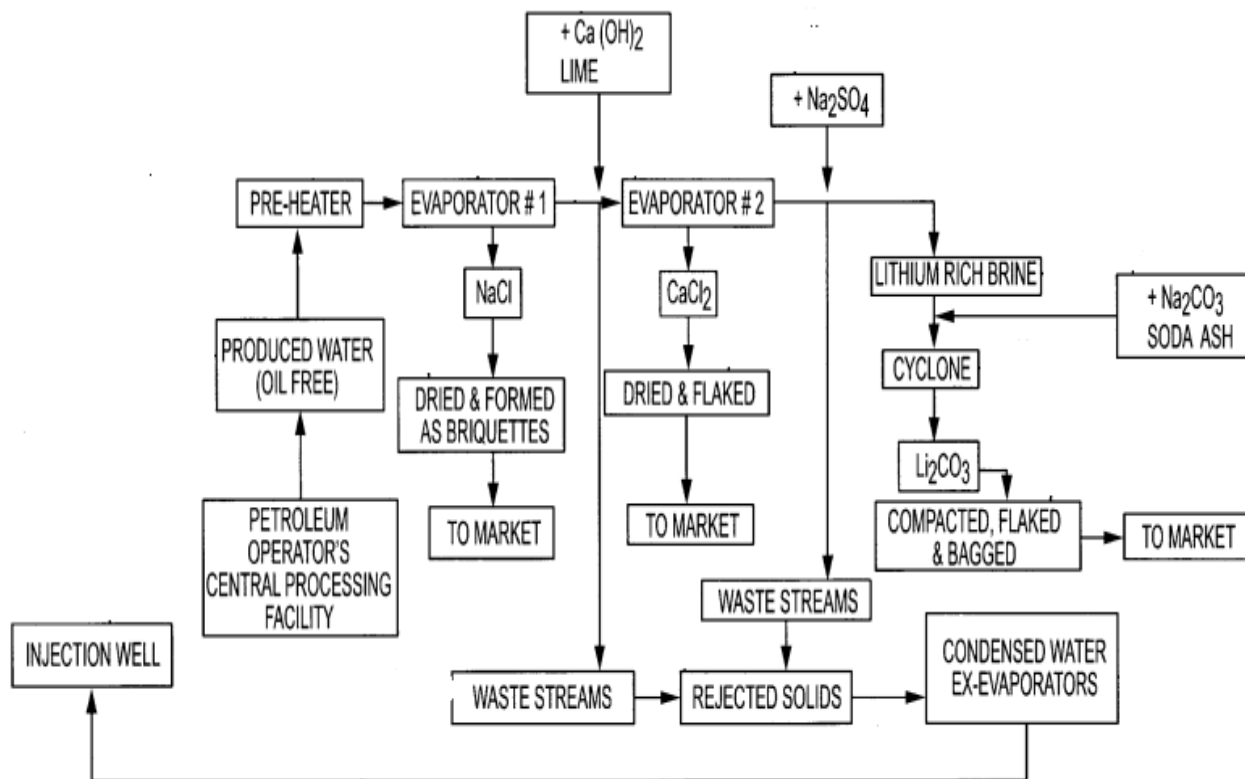 + Ca (OH)2
LIME
+ Na2SO4
PRE-HEATER
EVAPORATOR # 1
EVAPORATOR # 2
LITHIUM RICH BRINE
NaCl
CaCl2
+ Na2CO3
SODA ASH
PRODUCED WATER
(OIL FREE)
CYCLONE
DRIED & FORMED
AS BRIQUETTES
DRIED & FLAKED
Li2CO3
PETROLEUM
OPERATOR'S
CENTRAL PROCESSING
FACILITY
TO MARKET
TO MARKET
COMPACTED, FLAKED
& BAGGED
TO MARKET
WASTE STREAMS
INJECTION WELL
WASTE STREAMS
REJECTED SOLIDS
CONDENSED WATER
EX-EVAPORATORS